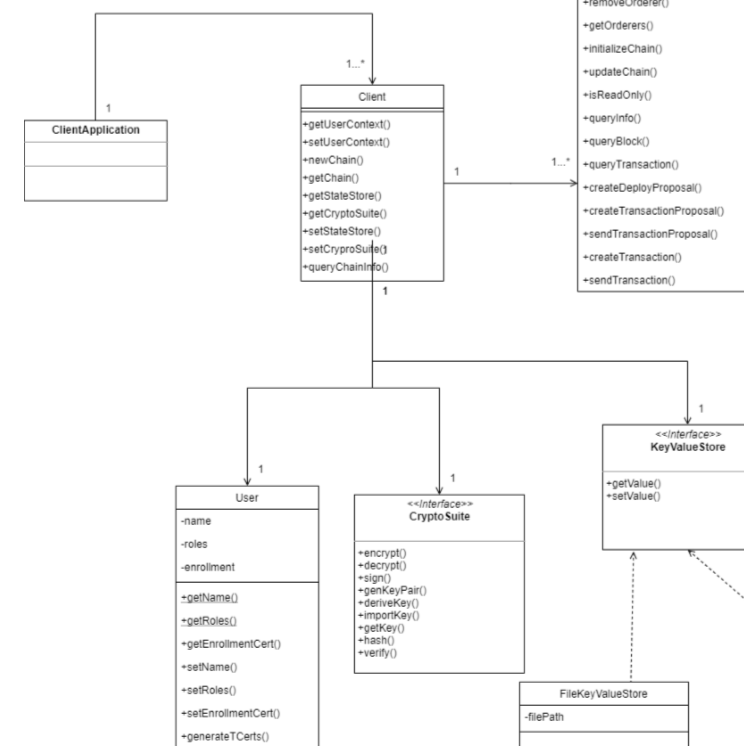 +removeOrderer()
+getOrderers()
+initializeChain()
+updateChain()
+isReadOnly()
+queryInfo()
+queryBlock()
+queryTransaction()
+createDeployProposal()
+createTransactionProposal()
+sendTransactionProposal()
+createTransaction()
+sendTransaction()
1...*
1
ClientApplication
Client
+getUserContext()
+setUserContext()
+newChain()
+getChain()
+getStateStore()
+getCryptoSuite()
+setStateStore()
+setCryproSuite()
1
+queryChainInfo()
1
1
1...*
1
1
1
User
-name
-roles
-enrollment
+getName()
+getRoles()
+getEnrollmentCert()
+setName()
+setRoles()
+setEnrollmentCert()
+generateTCerts()
<<Interface>>
CryptoSuite
+encrypt()
+decrypt()
+sign()
+genKeyPair()
+deriveKey()
+importKey()
+getKey()
+hash()
+verify()
<<Interface>>
KeyValueStore
+getValue()
+setValue()
FileKeyValueStore
-filePath